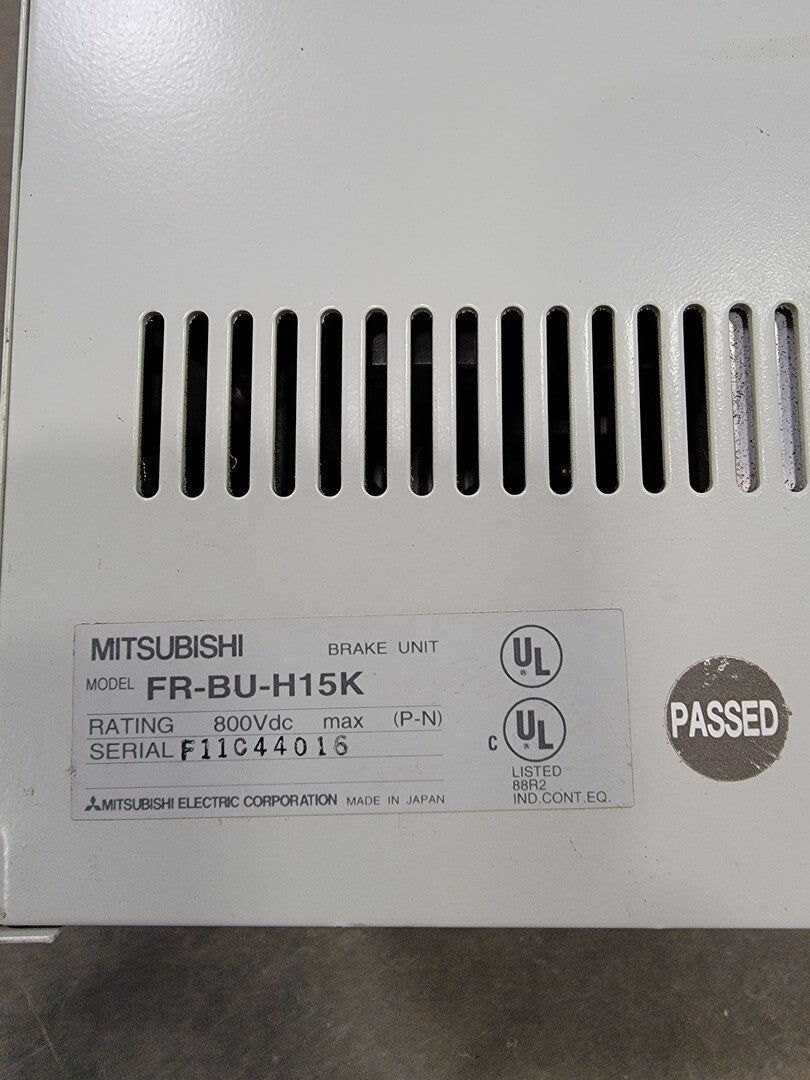 MITSUBISHI BRAKE UNIT
MODEL FR-BU-H15K
RATING 800Vdc max (P-N)
SERIAL F11C44016
MITSUBISHI ELECTRIC CORPORATION MADE IN JAPAN
UL
®
C UL
®
LISTED
88R2
IND.CONT.EQ.
PASSED